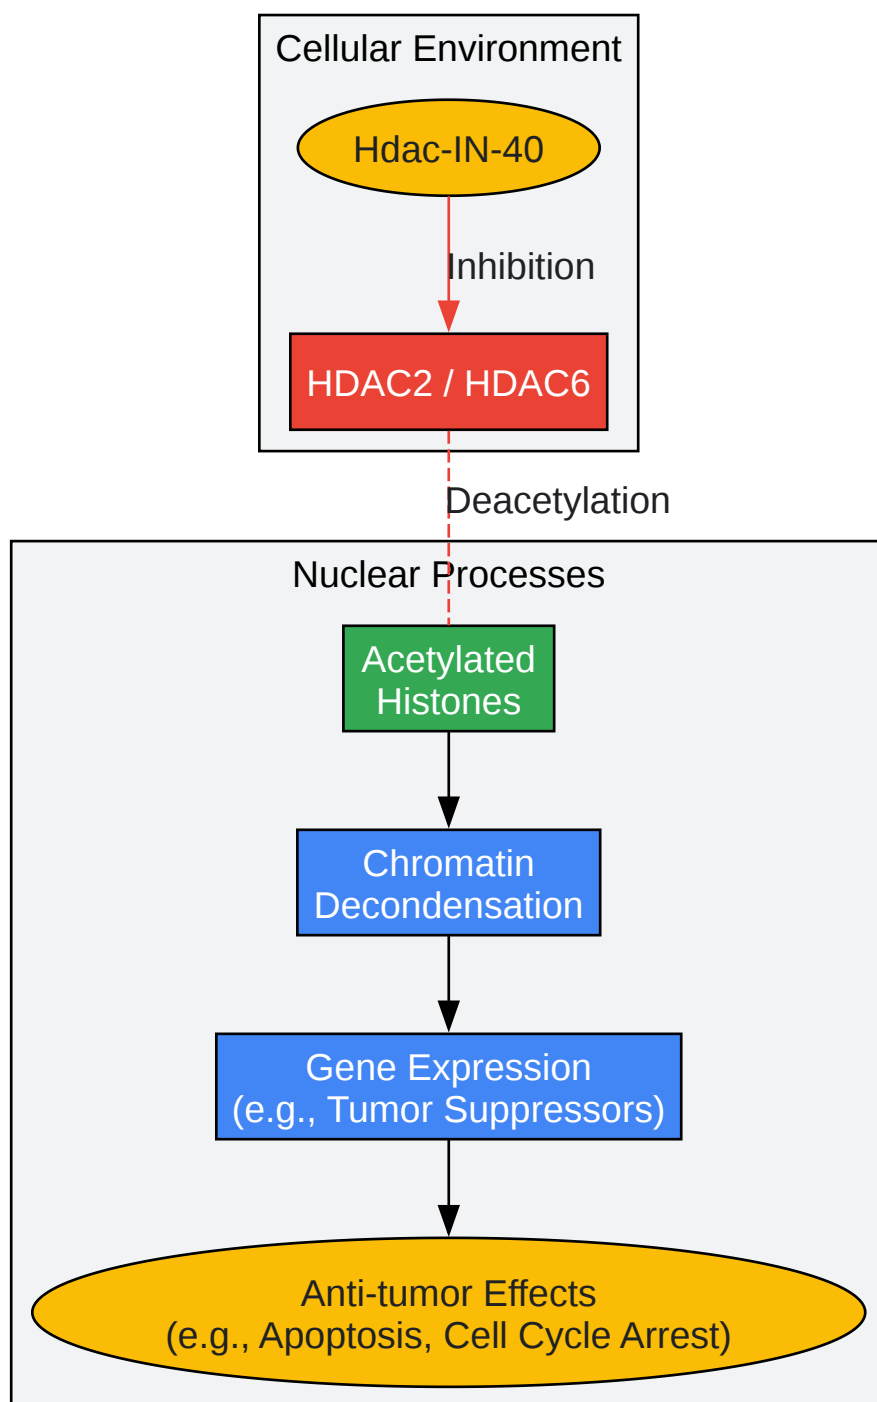 Cellular Environment
Hdac-IN-40
Inhibition
HDAC2 / HDAC6
Deacetylation
Nuclear Processes
Acetylated
Histones
Chromatin
Decondensation
Gene Expression
(e.g., Tumor Suppressors)
Anti-tumor Effects
(e.g., Apoptosis, Cell Cycle Arrest)